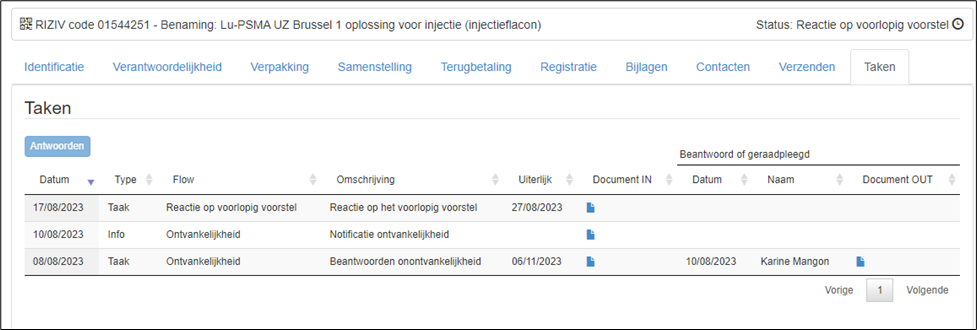 RIZIV code 01544251 - Benaming: Lu-PSMA UZ Brussel 1 oplossing voor injectie (injectieflacon) Status: Reactie op voorlopig voorstel
Identificatie Verantwoordelijkheid Verpakking Samenstelling Terugbetaling Registratie Bijlagen Contacten Verzenden Taken
Taken
Antwoorden
Beantwoord of geraadpleegd
Datum Type Flow Omschrijving Uiterlijk Document IN Datum Naam Document OUT
17/08/2023 Taak Reactie op voorlopig voorstel Reactie op het voorlopig voorstel 27/08/2023
10/08/2023 Info Ontvankelijkheid Notificatie ontvankelijkheid
08/08/2023 Taak Ontvankelijkheid Beantwoorden onontvankelijkheid 06/11/2023 10/08/2023 Karine Mangon
Vorige 1 Volgende